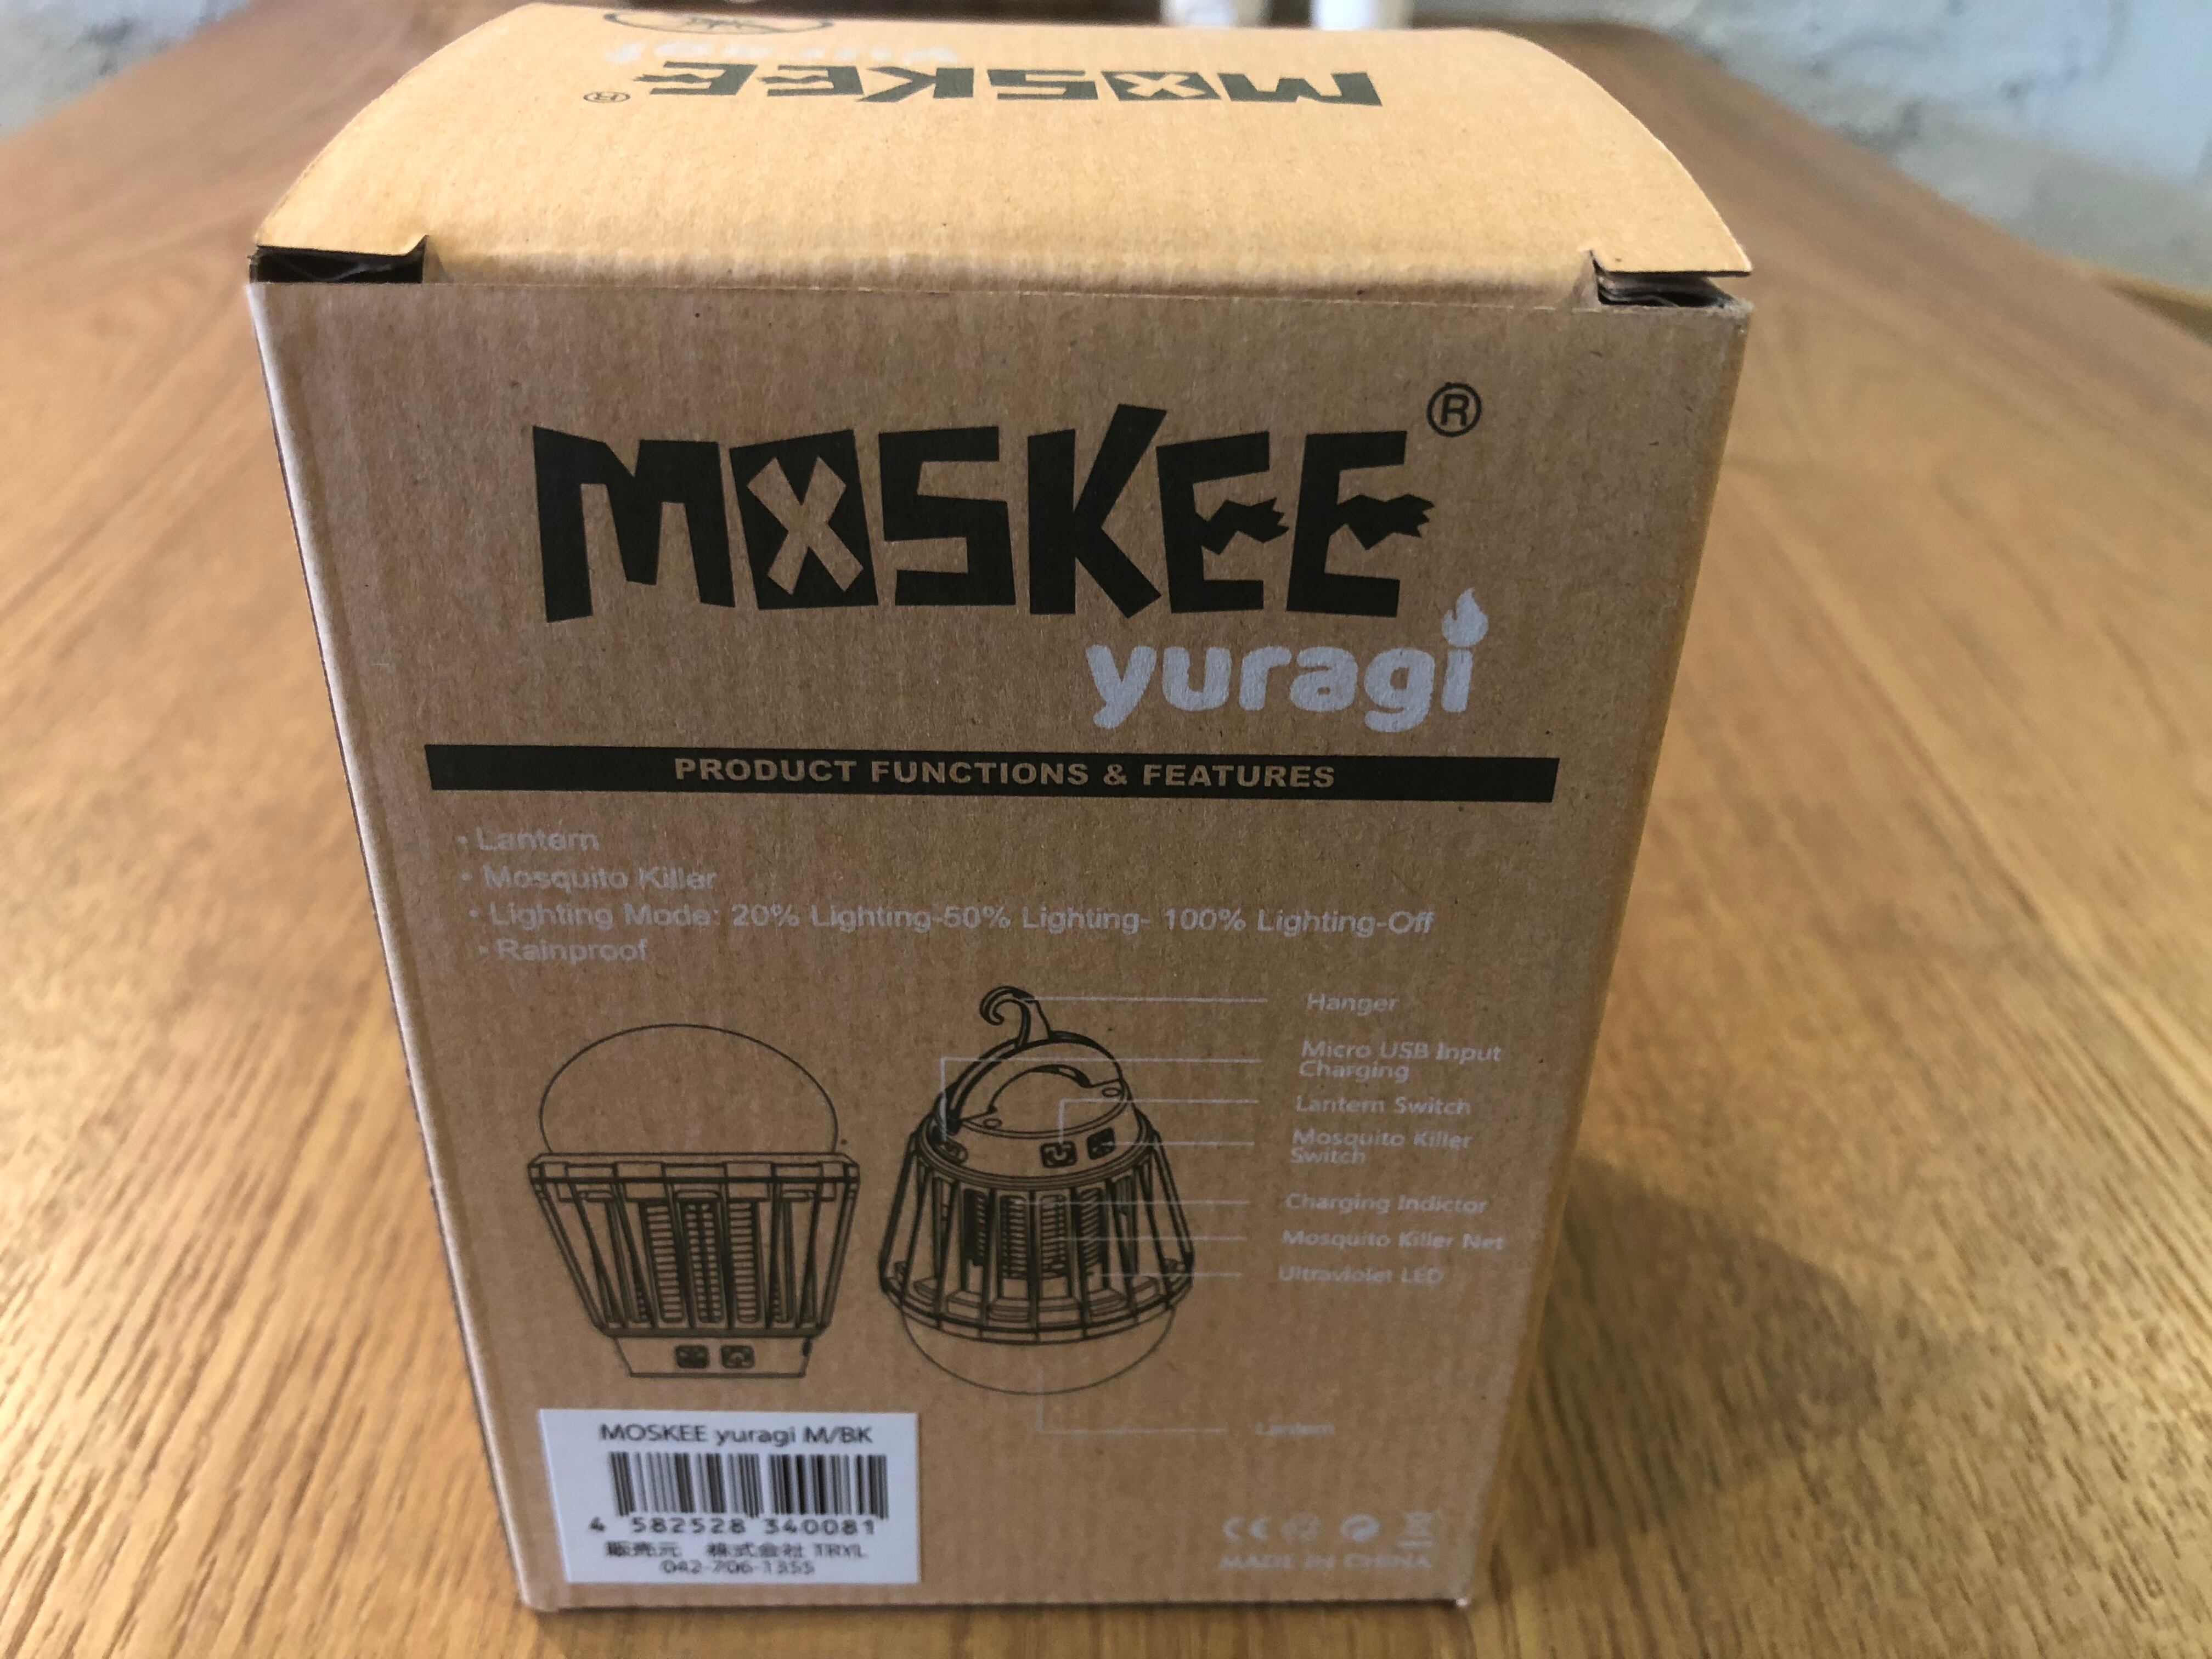 MOSKEE®
MOSKEE®
yuragi
PRODUCT FUNCTIONS & FEATURES
• Lantern
• Mosquito Killer
• Lighting Mode: 20% Lighting-50% Lighting- 100% Lighting-Off
• Rainproof
Hanger
Micro USB Input
Charging
Lantern Switch
Mosquito Killer
Switch
Charging Indictor
Mosquito Killer Net
Ultraviolet LED
Lantern
MOSKEE yuragi M/BK
4 582528 340081
販売元 株式会社 TRYL
042-706-1355
CE
MADE IN CHINA